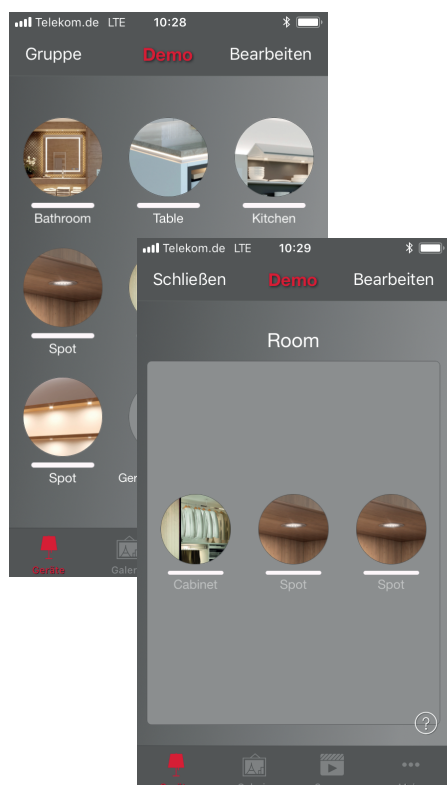 Telekom.de LTE 10:28
Gruppe Demo Bearbeiten
Bathroom Table Kitchen
Spot
Spot
Geräte
Telekom.de LTE 10:29
Schließen Demo Bearbeiten
Room
Cabinet Spot Spot
?